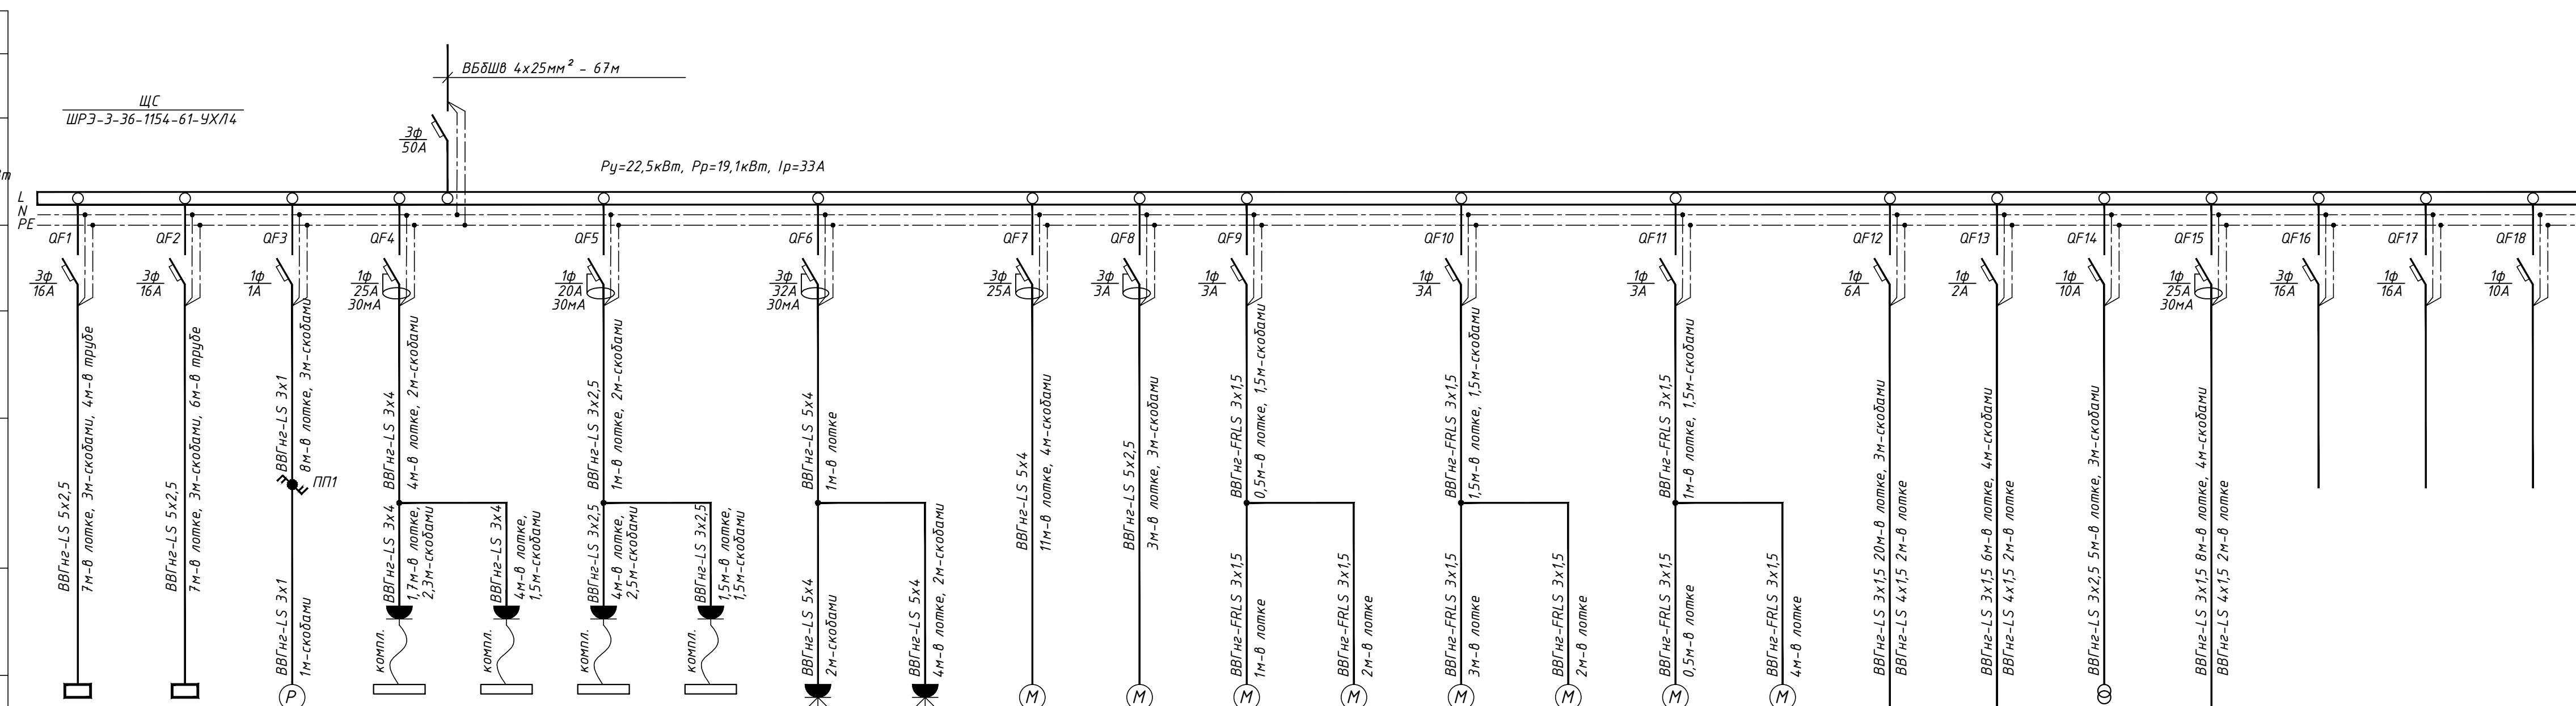 ВБбШв 4х25мм² - 67м
ЩС
ШРЭ-3-36-1154-61-УХЛ4
3ф
50А
Ру=22,5кВт, Рр=19,1кВт, Iр=33А
L
N
PE
QF1
3ф
16А
ВВГнг-LS 5х2,5
7м-в лотке, 3м-скобами, 4м-в трубе
QF2
3ф
16А
ВВГнг-LS 5х2,5
7м-в лотке, 3м-скобами, 6м-в трубе
QF3
1ф
1А
ВВГнг-LS 3х1
8м-в лотке, 3м-скобами
ПП1
ВВГнг-LS 3х1
1м-скобами
Р
QF4
1ф
25А
30мА
ВВГнг-LS 3х4
4м-в лотке, 2м-скобами
ВВГнг-LS 3х4
1,7м-в лотке,
2,3м-скобами
компл.
ВВГнг-LS 3х4
4м-в лотке,
1,5м-скобами
компл.
QF5
1ф
20А
30мА
ВВГнг-LS 3х2,5
1м-в лотке, 2м-скобами
ВВГнг-LS 3х2,5
4м-в лотке,
2,5м-скобами
компл.
ВВГнг-LS 3х2,5
1,5м-в лотке,
1,5м-скобами
компл.
QF6
3ф
32А
30мА
ВВГнг-LS 5х4
1м-в лотке
ВВГнг-LS 5х4
2м-скобами
ВВГнг-LS 5х4
4м-в лотке, 2м-скобами
QF7
3ф
25А
ВВГнг-LS 5х4
11м-в лотке, 4м-скобами
М
QF8
3ф
3А
ВВГнг-LS 5х2,5
3м-в лотке, 3м-скобами
М
QF9
1ф
3А
ВВГнг-FRLS 3х1,5
0,5м-в лотке, 1,5м-скобами
ВВГнг-FRLS 3х1,5
1м-в лотке
М
ВВГнг-FRLS 3х1,5
2м-в лотке
М
QF10
1ф
3А
ВВГнг-FRLS 3х1,5
1,5м-в лотке, 1,5м-скобами
ВВГнг-FRLS 3х1,5
3м-в лотке
М
ВВГнг-FRLS 3х1,5
2м-в лотке
М
QF11
1ф
3А
ВВГнг-FRLS 3х1,5
1м-в лотке, 1,5м-скобами
ВВГнг-FRLS 3х1,5
0,5м-в лотке
М
ВВГнг-FRLS 3х1,5
4м-в лотке
М
QF12
1ф
6А
ВВГнг-LS 3х1,5 20м-в лотке, 3м-скобами
ВВГнг-LS 4х1,5 2м-в лотке
QF13
1ф
2А
ВВГнг-LS 3х1,5 6м-в лотке, 4м-скобами
ВВГнг-LS 4х1,5 2м-в лотке
QF14
1ф
10А
ВВГнг-LS 3х2,5 5м-в лотке, 3м-скобами
QF15
1ф
25А
30мА
ВВГнг-LS 3х1,5 8м-в лотке, 4м-скобами
ВВГнг-LS 4х1,5 2м-в лотке
QF16
3ф
16А
QF17
1ф
16А
QF18
1ф
10А